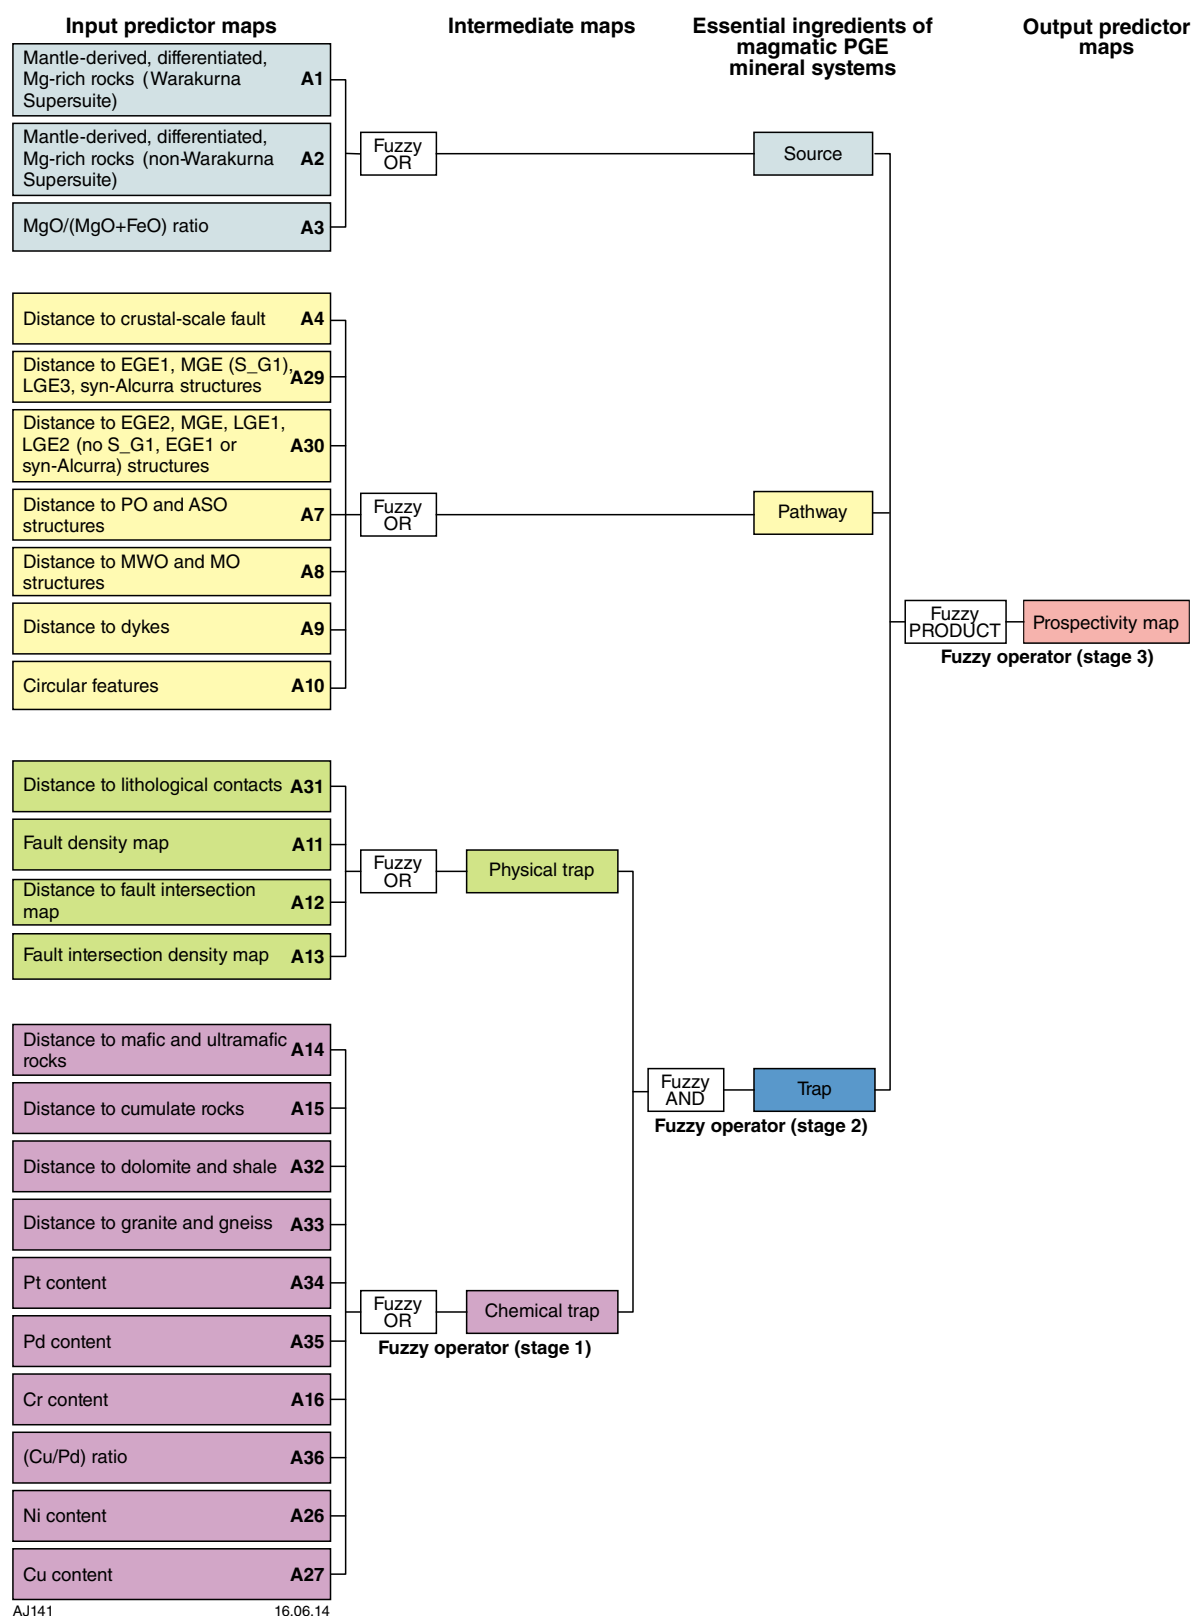 Input predictor maps
Intermediate maps
Essential ingredients of
magmatic PGE
mineral systems
Output predictor
maps
Mantle-derived, differentiated,
Mg-rich rocks (Warakurna
Supersuite)
A1
Mantle-derived, differentiated,
Mg-rich rocks (non-Warakurna
Supersuite)
A2
MgO/(MgO+FeO) ratio
A3
Fuzzy
OR
Source
Distance to crustal-scale fault
A4
Distance to EGE1, MGE (S_G1),
LGE3, syn-Alcurra structures
A29
Distance to EGE2, MGE, LGE1,
LGE2 (no S_G1, EGE1 or
syn-Alcurra) structures
A30
Distance to PO and ASO
structures
A7
Distance to MWO and MO
structures
A8
Distance to dykes
A9
Circular features
A10
Fuzzy
OR
Pathway
Fuzzy
PRODUCT
Prospectivity map
Fuzzy operator (stage 3)
Distance to lithological contacts
A31
Fault density map
A11
Distance to fault intersection
map
A12
Fault intersection density map
A13
Fuzzy
OR
Physical trap
Distance to mafic and ultramafic
rocks
A14
Distance to cumulate rocks
A15
Distance to dolomite and shale
A32
Distance to granite and gneiss
A33
Pt content
A34
Pd content
A35
Cr content
A16
(Cu/Pd) ratio
A36
Ni content
A26
Cu content
A27
Fuzzy
OR
Chemical trap
Fuzzy operator (stage 1)
Fuzzy
AND
Trap
Fuzzy operator (stage 2)
AJ141
16.06.14